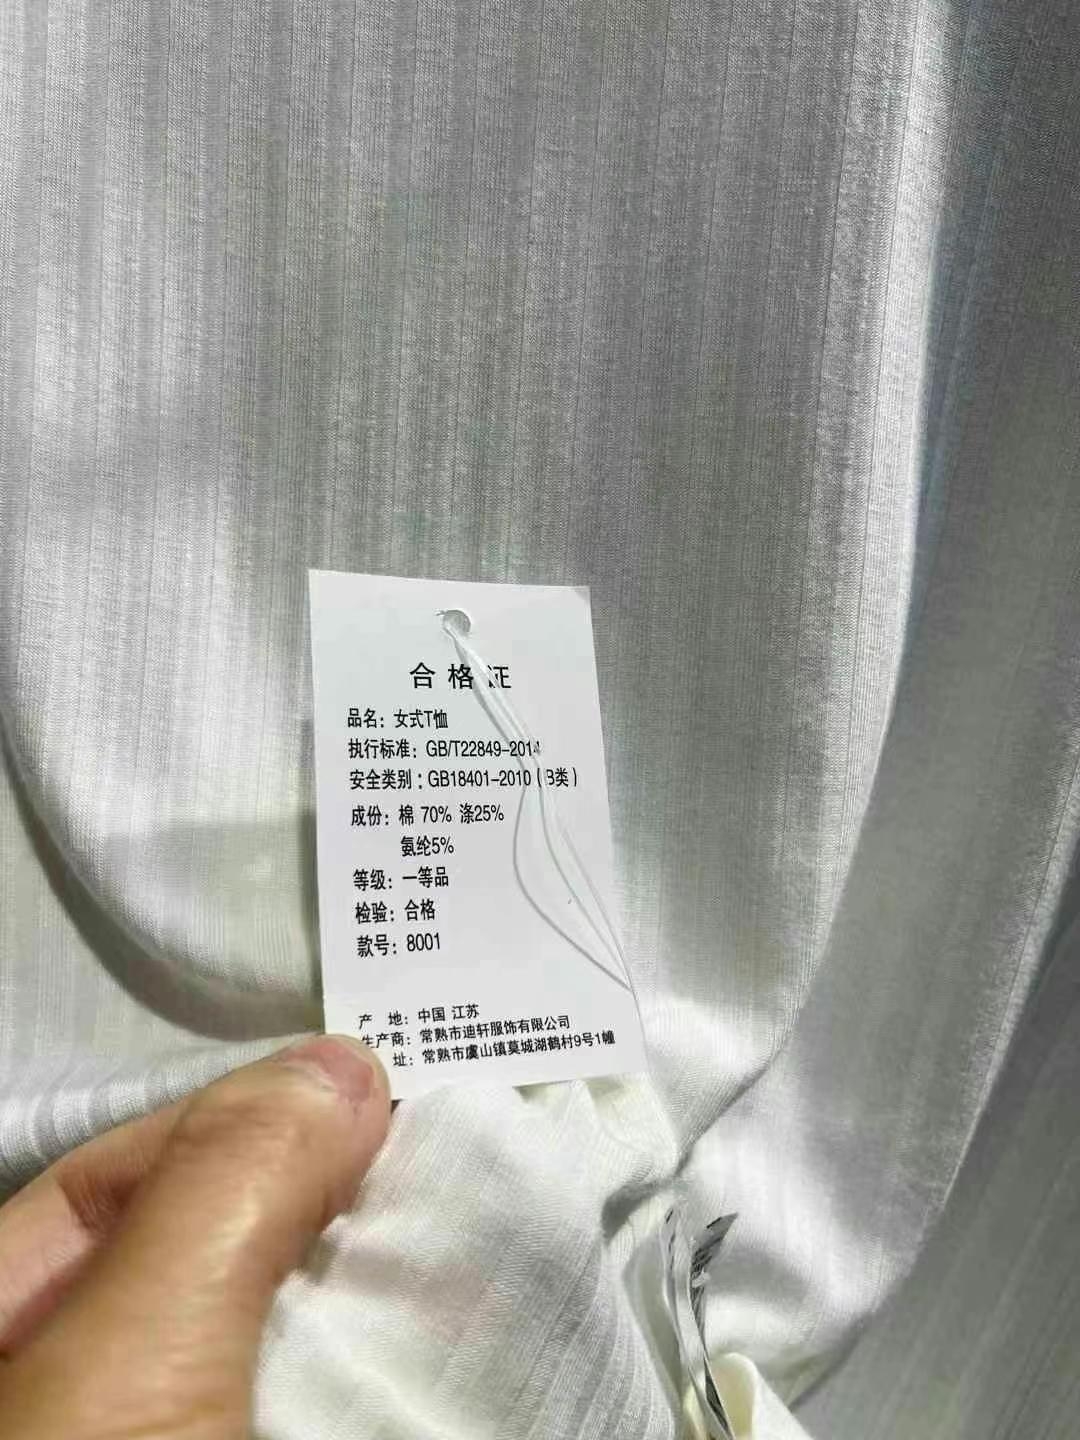 合格证
品名：女式T恤
执行标准：GB/T22849-2014
安全类别：GB18401-2010（B类）
成份：棉 70% 涤25%
氨纶5%
等级：一等品
检验：合格
款号：8001
产 地：中国 江苏
生产商：常熟市迪轩服饰有限公司
址：常熟市虞山镇莫城湖鹤村9号1幢